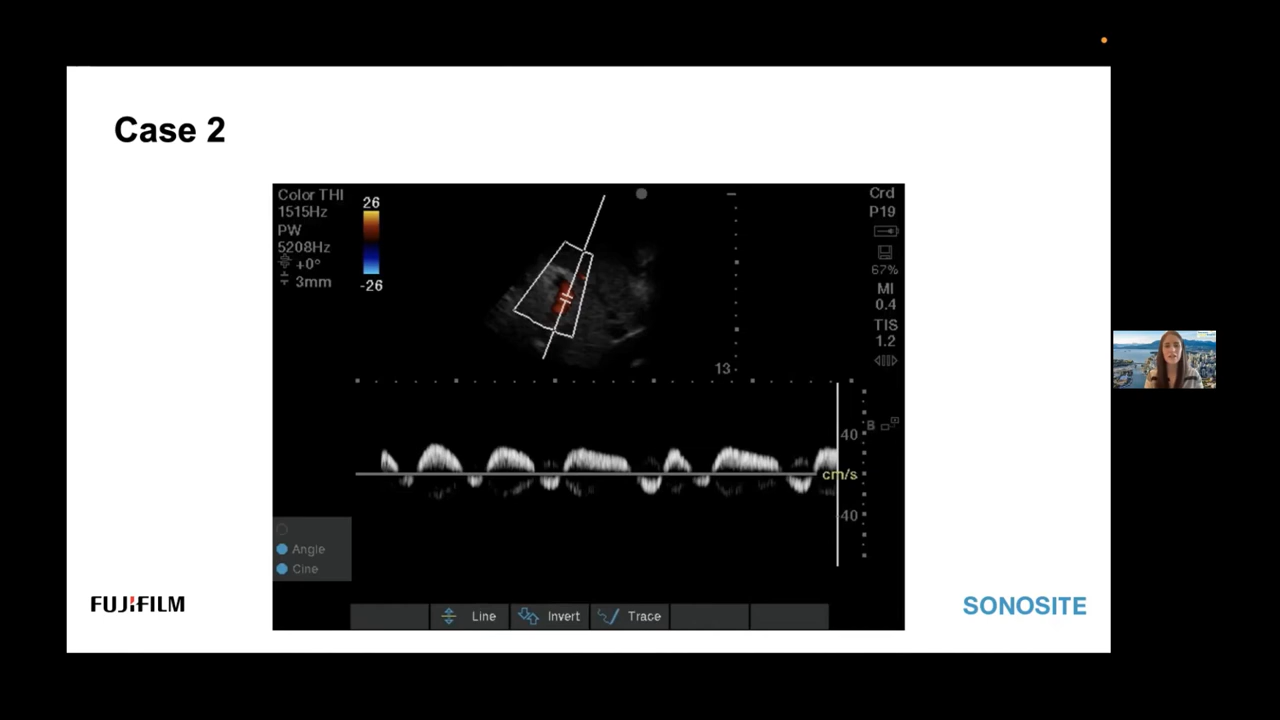 Case 2
Color THI
1515Hz
PW
5208Hz
+0°
3mm
26
-26
Crd
P19
67%
MI
0.4
TIS
1.2
13
40
B
cm/s
40
Angle
Cine
Line
Invert
Trace
FUJIFILM
SONOSITE